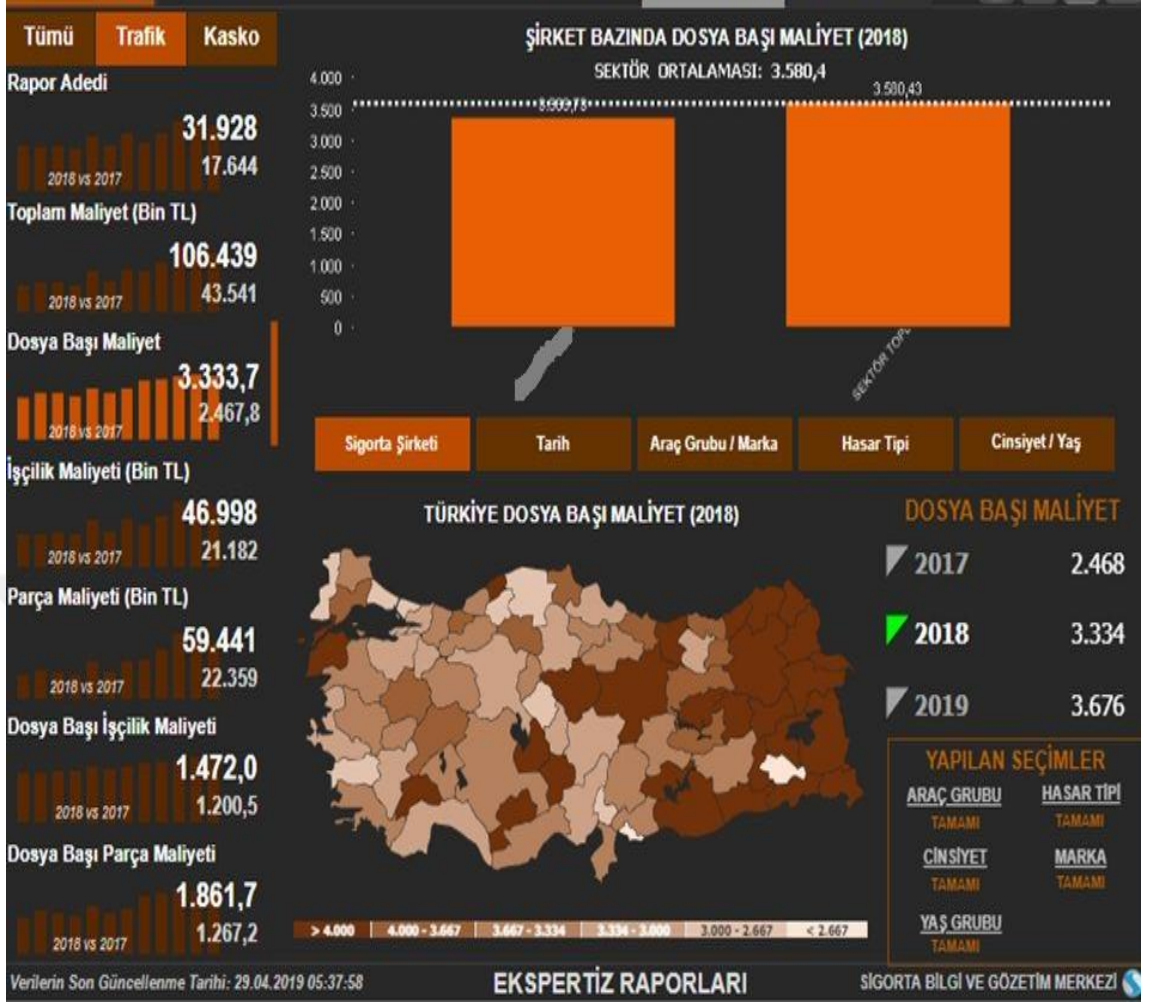 Tümü Trafik Kasko
Rapor Adedi
31.928
17.644
2018 vs 2017
Toplam Maliyet (Bin TL)
106.439
43.541
2018 vs 2017
Dosya Başı Maliyet
3.333,7
2.467,8
2018 vs 2017
İşçilik Maliyeti (Bin TL)
46.998
21.182
2018 vs 2017
Parça Maliyeti (Bin TL)
59.441
22.359
2018 vs 2017
Dosya Başı İşçilik Maliyeti
1.472,0
1.200,5
2018 vs 2017
Dosya Başı Parça Maliyeti
1.861,7
1.267,2
2018 vs 2017
ŞİRKET BAZINDA DOSYA BAŞI MALİYET (2018)
SEKTÖR ORTALAMASI: 3.580,4
4.000
3.500
3.000
2.500
2.000
1.500
1.000
500
0
3.580,43
SEKTÖR
Sigorta Şirketi Tarih Araç Grubu / Marka Hasar Tipi Cinsiyet / Yaş
TÜRKİYE DOSYA BAŞI MALİYET (2018)
> 4.000 4.000 - 3.667 3.667 - 3.334 3.334 - 3.000 3.000 - 2.667 < 2.667
DOSYA BAŞI MALİYET
2017 2.468
2018 3.334
2019 3.676
YAPILAN SEÇİMLER
ARAÇ GRUBU HASAR TİPİ
TAMAMI TAMAMI
CİNSİYET MARKA
TAMAMI TAMAMI
YAŞ GRUBU
TAMAMI
Verilerin Son Güncellenme Tarihi: 29.04.2019 05:37:58
EKSPERTİZ RAPORLARI
SİGORTA BİLGİ VE GÖZETİM MERKEZİ